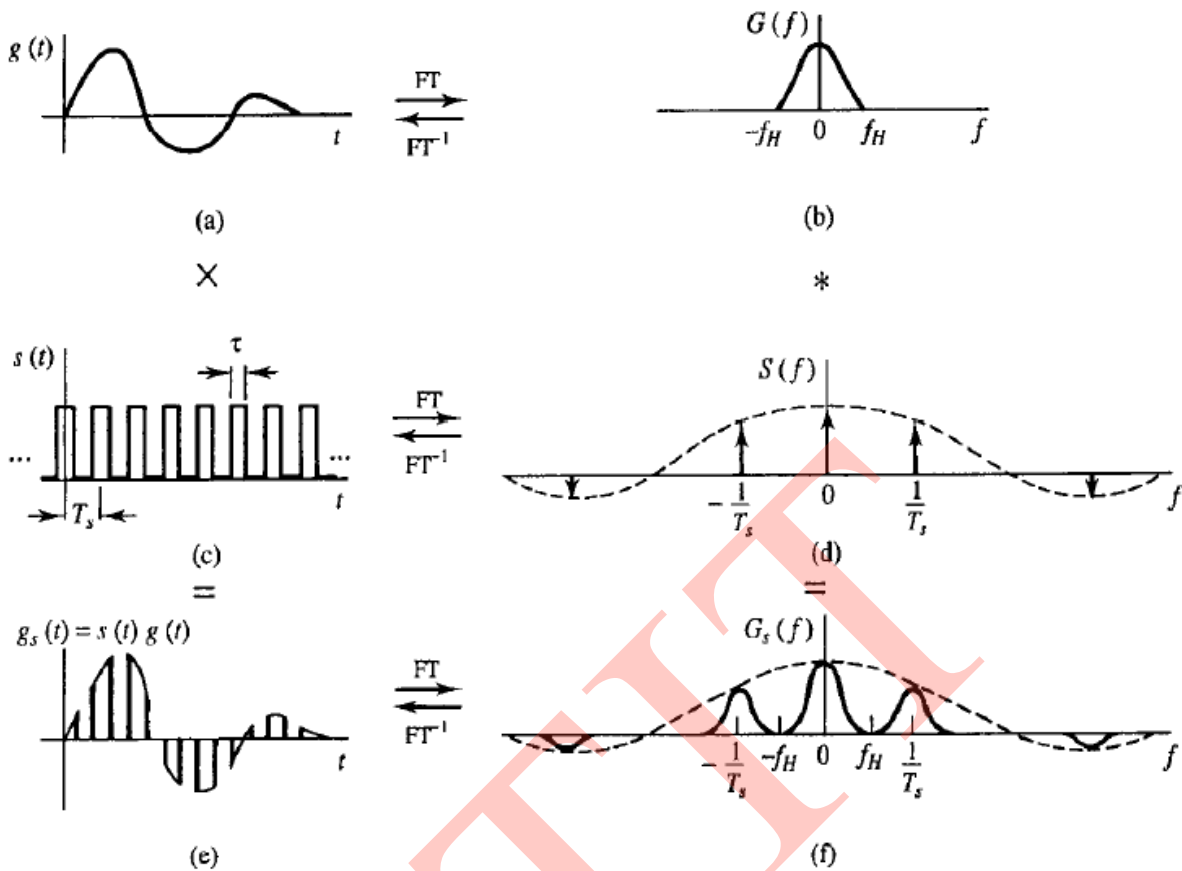 g (t)
t
FT
FT⁻¹
G (f)
−f_H 0 f_H f
(a)
(b)
×
*
s (t)
τ
... ...
T_s t
FT
FT⁻¹
S (f)
−1/T_s 0 1/T_s f
(c)
(d)
=
=
g_s (t) = s (t) g (t)
t
FT
FT⁻¹
G_s (f)
−1/T_s −f_H 0 f_H 1/T_s f
(e)
(f)